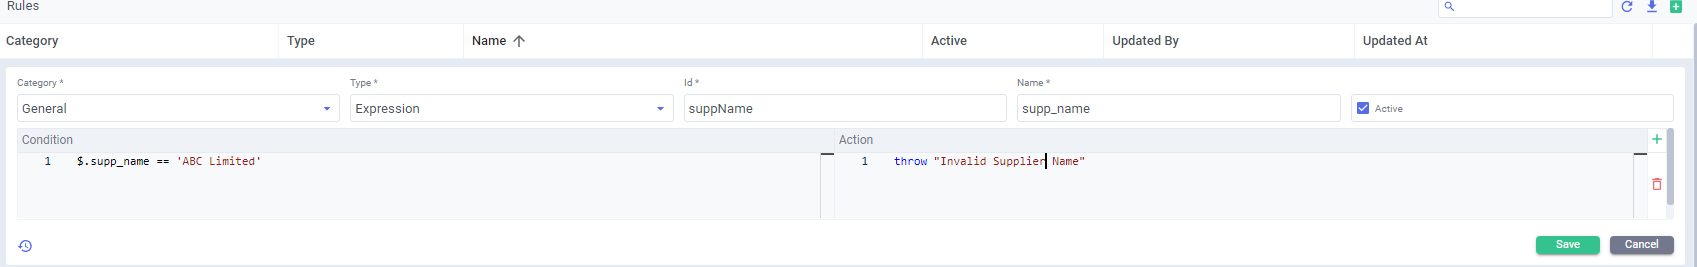 Rules
Category Type Name Active Updated By Updated At
Category * Type * Id * Name *
General Expression suppName supp_name Active
Condition Action
1 $.supp_name == 'ABC Limited' 1 throw "Invalid Supplier Name"
Save Cancel